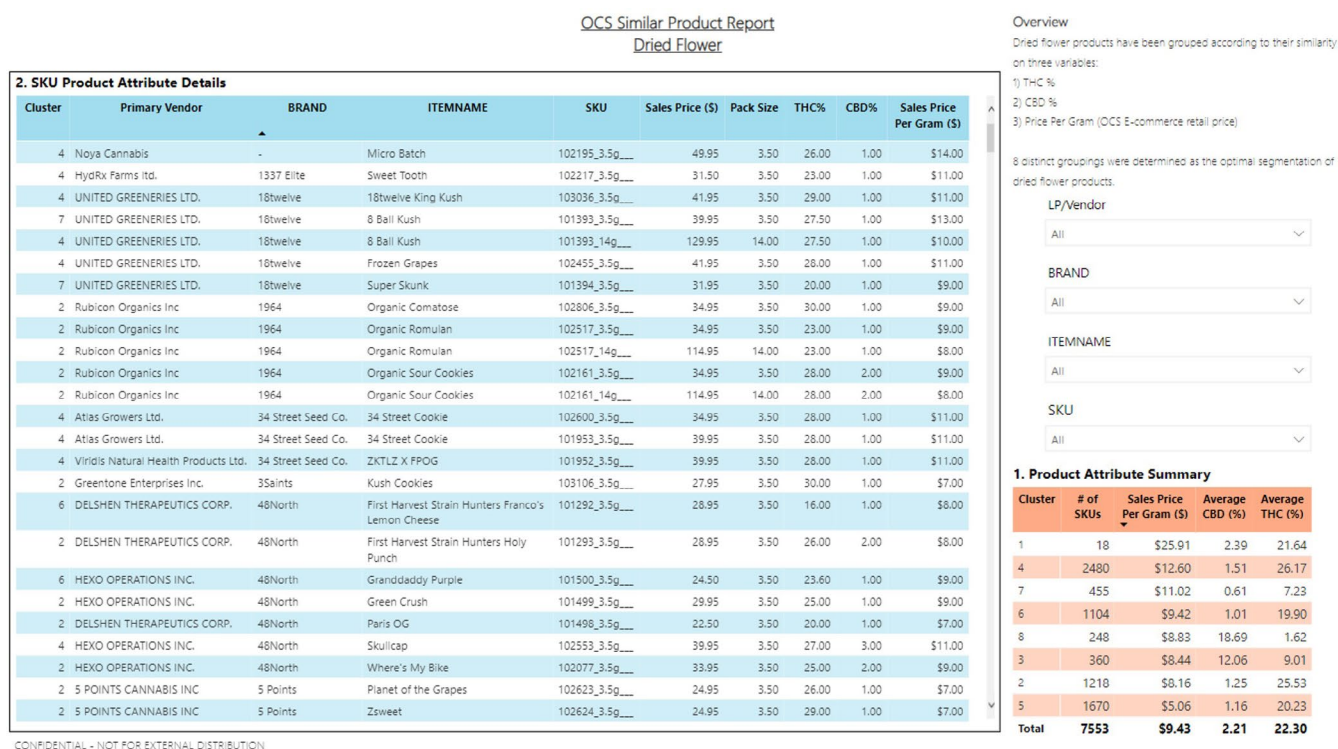 OCS Similar Product Report
Dried Flower
2. SKU Product Attribute Details
Cluster Primary Vendor BRAND ITEMNAME SKU Sales Price ($) Pack Size THC% CBD% Sales Price Per Gram ($)
4 Noya Cannabis - Micro Batch 102195_3.5g___ 49.95 3.50 26.00 1.00 $14.00
4 HydRx Farms ltd. 1337 Elite Sweet Tooth 102217_3.5g___ 31.50 3.50 23.00 1.00 $11.00
4 UNITED GREENERIES LTD. 18twelve 18twelve King Kush 103036_3.5g___ 41.95 3.50 29.00 1.00 $11.00
7 UNITED GREENERIES LTD. 18twelve 8 Ball Kush 101393_3.5g___ 39.95 3.50 27.50 1.00 $13.00
4 UNITED GREENERIES LTD. 18twelve 8 Ball Kush 101393_14g___ 129.95 14.00 27.50 1.00 $10.00
4 UNITED GREENERIES LTD. 18twelve Frozen Grapes 102455_3.5g___ 41.95 3.50 28.00 1.00 $11.00
7 UNITED GREENERIES LTD. 18twelve Super Skunk 101394_3.5g___ 31.95 3.50 20.00 1.00 $9.00
2 Rubicon Organics Inc 1964 Organic Comatose 102806_3.5g___ 34.95 3.50 30.00 1.00 $9.00
2 Rubicon Organics Inc 1964 Organic Romulan 102517_3.5g___ 34.95 3.50 23.00 1.00 $9.00
2 Rubicon Organics Inc 1964 Organic Romulan 102517_14g___ 114.95 14.00 23.00 1.00 $8.00
2 Rubicon Organics Inc 1964 Organic Sour Cookies 102161_3.5g___ 34.95 3.50 28.00 2.00 $9.00
2 Rubicon Organics Inc 1964 Organic Sour Cookies 102161_14g___ 114.95 14.00 28.00 2.00 $8.00
4 Atlas Growers Ltd. 34 Street Seed Co. 34 Street Cookie 102600_3.5g___ 34.95 3.50 28.00 1.00 $11.00
4 Atlas Growers Ltd. 34 Street Seed Co. 34 Street Cookie 101953_3.5g___ 39.95 3.50 28.00 1.00 $11.00
4 Viridis Natural Health Products Ltd. 34 Street Seed Co. ZKTLZ X FPOG 101952_3.5g___ 39.95 3.50 28.00 1.00 $11.00
2 Greentone Enterprises Inc. 3Saints Kush Cookies 103106_3.5g___ 27.95 3.50 30.00 1.00 $7.00
6 DELSHEN THERAPEUTICS CORP. 48North First Harvest Strain Hunters Franco's 101292_3.5g___ 28.95 3.50 16.00 1.00 $8.00
Lemon Cheese
2 DELSHEN THERAPEUTICS CORP. 48North First Harvest Strain Hunters Holy 101293_3.5g___ 28.95 3.50 26.00 2.00 $8.00
Punch
6 HEXO OPERATIONS INC. 48North Granddaddy Purple 101500_3.5g___ 24.50 3.50 23.60 1.00 $9.00
2 HEXO OPERATIONS INC. 48North Green Crush 101499_3.5g___ 29.95 3.50 25.00 1.00 $9.00
2 DELSHEN THERAPEUTICS CORP. 48North Paris OG 101498_3.5g___ 22.50 3.50 20.00 1.00 $7.00
4 HEXO OPERATIONS INC. 48North Skullcap 102553_3.5g___ 39.95 3.50 27.00 3.00 $11.00
2 HEXO OPERATIONS INC. 48North Where's My Bike 102077_3.5g___ 33.95 3.50 25.00 2.00 $9.00
2 5 POINTS CANNABIS INC 5 Points Planet of the Grapes 102623_3.5g___ 24.95 3.50 26.00 1.00 $7.00
2 5 POINTS CANNABIS INC 5 Points Zsweet 102624_3.5g___ 24.95 3.50 29.00 1.00 $7.00
CONFIDENTIAL - NOT FOR EXTERNAL DISTRIBUTION
Overview
Dried flower products have been grouped according to their similarity
on three variables:
1) THC %
2) CBD %
3) Price Per Gram (OCS E-commerce retail price)
8 distinct groupings were determined as the optimal segmentation of
dried flower products.
LP/Vendor
All
BRAND
All
ITEMNAME
All
SKU
All
1. Product Attribute Summary
Cluster # of SKUs Sales Price Per Gram ($) Average CBD (%) Average THC (%)
1 18 $25.91 2.39 21.64
4 2480 $12.60 1.51 26.17
7 455 $11.02 0.61 7.23
6 1104 $9.42 1.01 19.90
8 248 $8.83 18.69 1.62
3 360 $8.44 12.06 9.01
2 1218 $8.16 1.25 25.53
5 1670 $5.06 1.16 20.23
Total 7553 $9.43 2.21 22.30